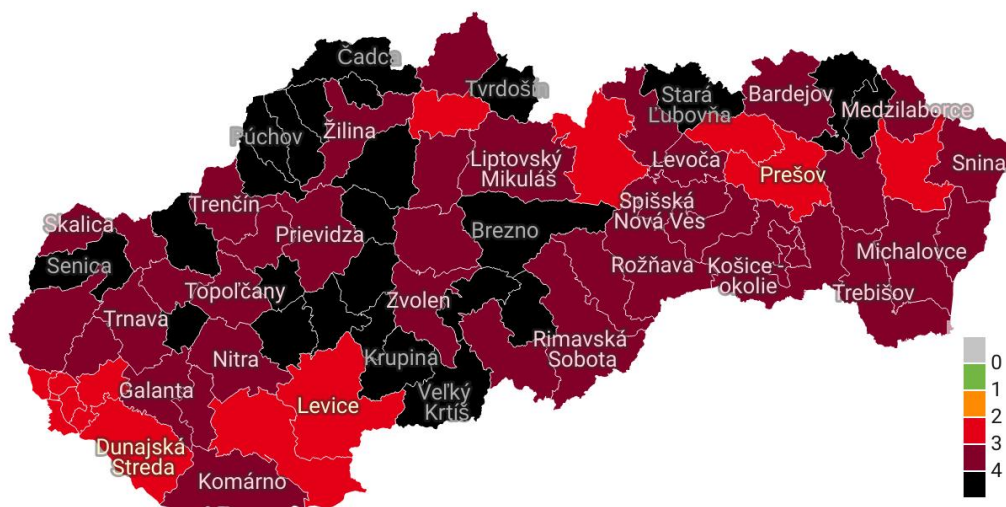 Čadca
Tvrdošín
Stará
Ľubovňa
Bardejov
Medzilaborce
Púchov
Žilina
Liptovský
Mikuláš
Levoča
Prešov
Snina
Trenčín
Spišská
Nová Ves
Skalica
Prievidza
Brezno
Michalovce
Senica
Rožňava
Košice -
okolie
Topoľčany
Zvolen
Trebišov
Trnava
Rimavská
Sobota
Nitra
Krupina
Galanta
Veľký
Krtíš
Levice
Dunajská
Streda
Komárno
0
1
2
3
4